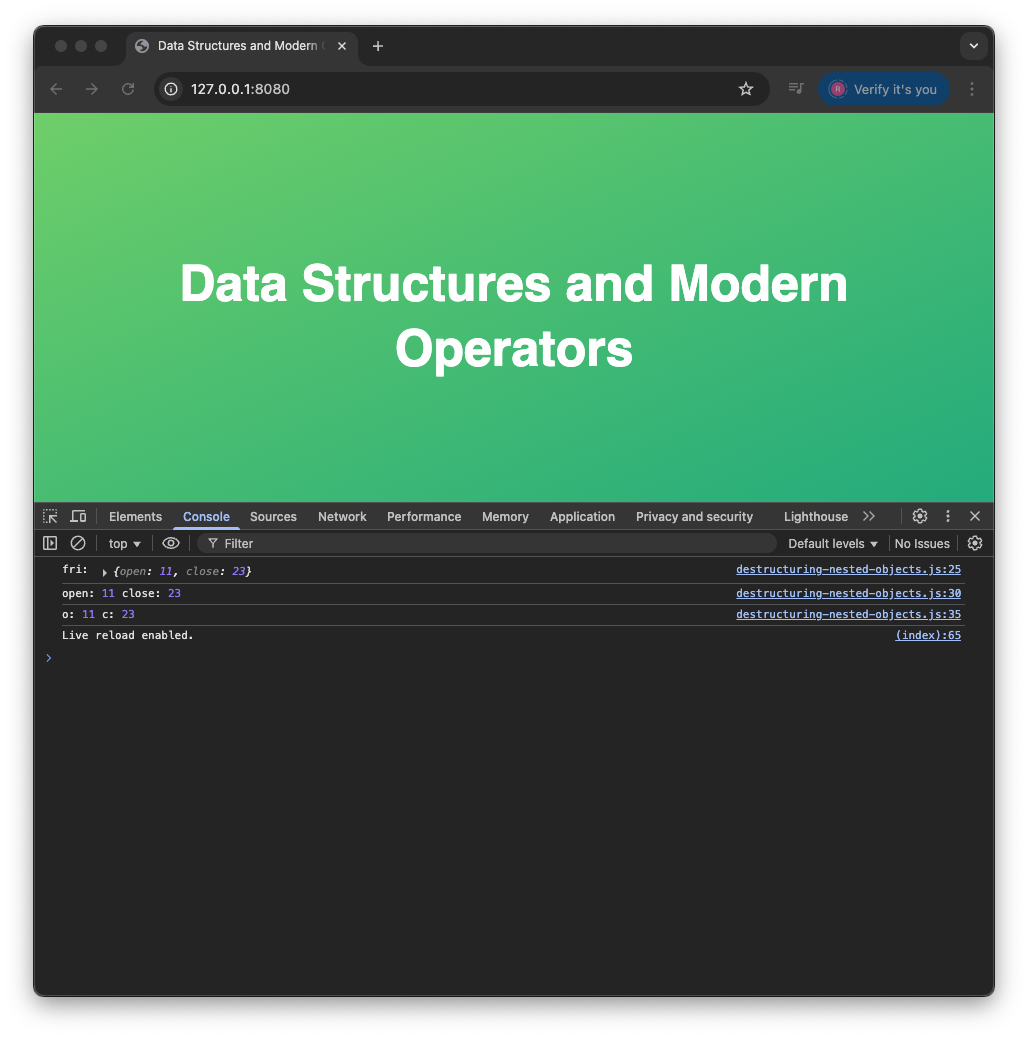 Data Structures and Modern
127.0.0.1:8080
R
Verify it's you
Data Structures and Modern
Operators
Elements Console Sources Network Performance Memory Application Privacy and security Lighthouse
top Filter Default levels No Issues
fri: {open: 11, close: 23} destructuring-nested-objects.js:25
open: 11 close: 23 destructuring-nested-objects.js:30
o: 11 c: 23 destructuring-nested-objects.js:35
Live reload enabled. (index):65